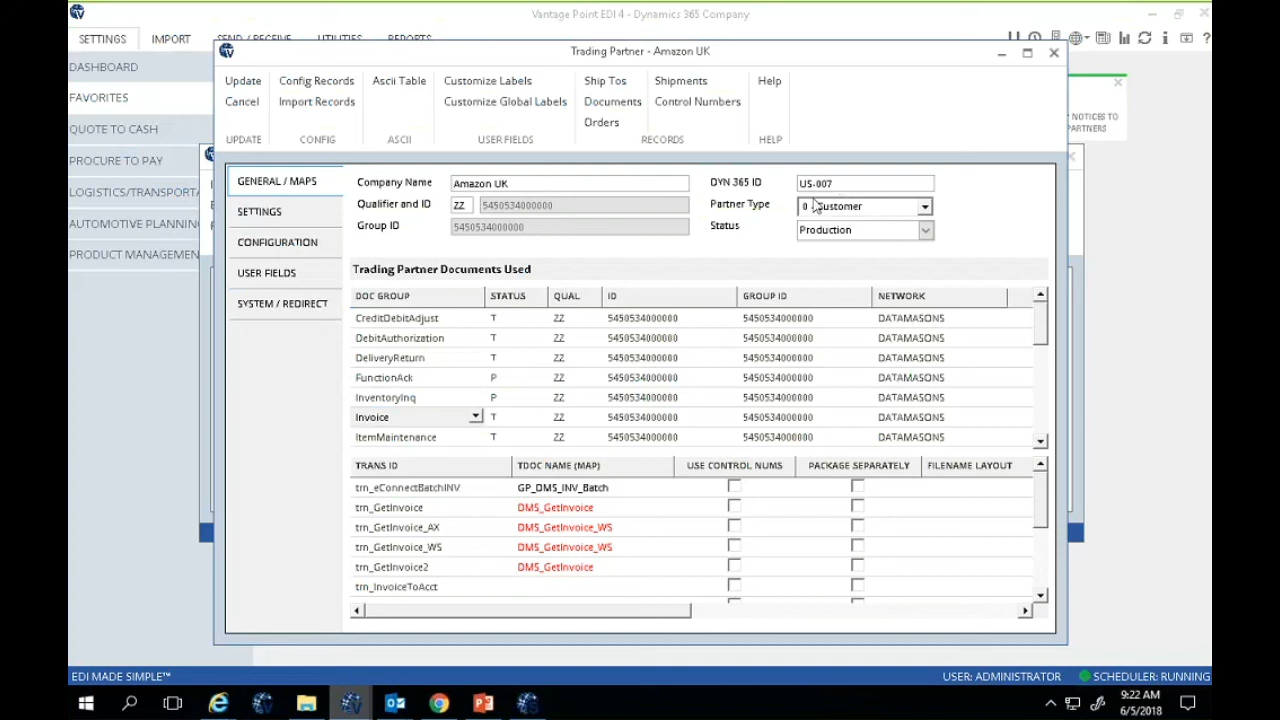 Vantage Point EDI 4 - Dynamics 365 Company
SETTINGS IMPORT SEND / RECEIVE UTILITIES REPORTS
Trading Partner - Amazon UK
DASHBOARD
FAVORITES
QUOTE TO CASH
PROCURE TO PAY
LOGISTICS/TRANSPORTA
AUTOMOTIVE PLANNING
PRODUCT MANAGEMEN
NOTICES TO
PARTNERS
Update Config Records Ascii Table Customize Labels Ship Tos Shipments Help
Cancel Import Records Customize Global Labels Documents Control Numbers
Orders
UPDATE CONFIG ASCII USER FIELDS RECORDS HELP
GENERAL / MAPS
SETTINGS
CONFIGURATION
USER FIELDS
SYSTEM / REDIRECT
Company Name Amazon UK DYN 365 ID US-007
Qualifier and ID ZZ 5450534000000 Partner Type 0 - Customer
Group ID 5450534000000 Status Production
Trading Partner Documents Used
DOC GROUP STATUS QUAL ID GROUP ID NETWORK
CreditDebitAdjust T ZZ 5450534000000 5450534000000 DATAMASONS
DebitAuthorization T ZZ 5450534000000 5450534000000 DATAMASONS
DeliveryReturn T ZZ 5450534000000 5450534000000 DATAMASONS
FunctionAck P ZZ 5450534000000 5450534000000 DATAMASONS
InventoryInq P ZZ 5450534000000 5450534000000 DATAMASONS
Invoice T ZZ 5450534000000 5450534000000 DATAMASONS
ItemMaintenance T ZZ 5450534000000 5450534000000 DATAMASONS
TRANS ID TDOC NAME (MAP) USE CONTROL NUMS PACKAGE SEPARATELY FILENAME LAYOUT
trn_eConnectBatchINV GP_DMS_INV_Batch
trn_GetInvoice DMS_GetInvoice
trn_GetInvoice_AX DMS_GetInvoice_WS
trn_GetInvoice_WS DMS_GetInvoice_WS
trn_GetInvoice2 DMS_GetInvoice
trn_InvoiceToAcct
EDI MADE SIMPLE™ USER: ADMINISTRATOR SCHEDULER: RUNNING
9:22 AM
6/5/2018